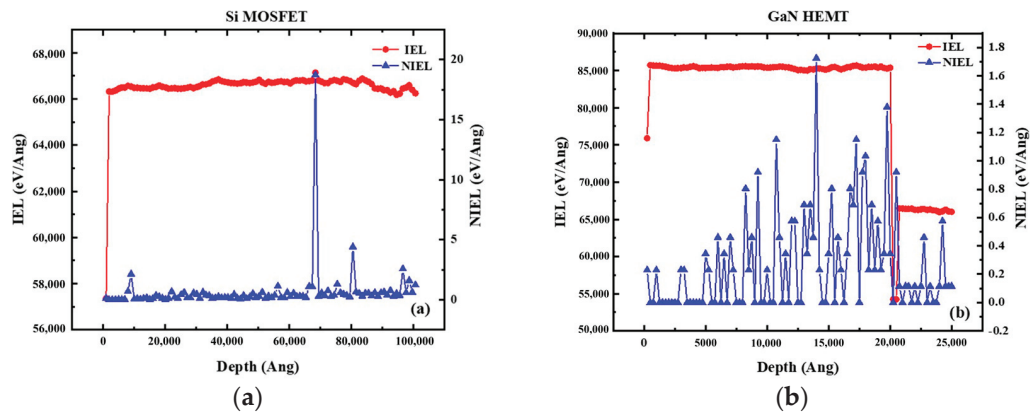 Si MOSFET
68,000
66,000
64,000
62,000
60,000
58,000
56,000
IEL (eV/Ang)
IEL
NIEL
20
15
10
5
0
NIEL (eV/Ang)
(a)
0
20,000
40,000
60,000
80,000
100,000
Depth (Ang)
(a)
GaN HEMT
90,000
85,000
80,000
75,000
70,000
65,000
60,000
55,000
50,000
IEL (eV/Ang)
IEL
NIEL
1.8
1.6
1.4
1.2
1.0
0.8
0.6
0.4
0.2
0.0
-0.2
NIEL (eV/Ang)
(b)
0
5000
10,000
15,000
20,000
25,000
Depth (Ang)
(b)